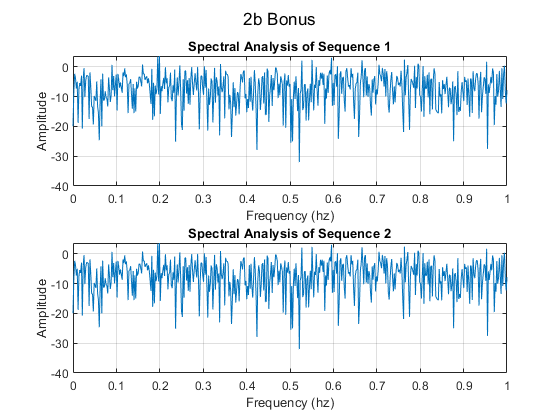 2b Bonus
Spectral Analysis of Sequence 1
Amplitude
0
-10
-20
-30
-40
0 0.1 0.2 0.3 0.4 0.5 0.6 0.7 0.8 0.9 1
Frequency (hz)
Spectral Analysis of Sequence 2
Amplitude
0
-10
-20
-30
-40
0 0.1 0.2 0.3 0.4 0.5 0.6 0.7 0.8 0.9 1
Frequency (hz)